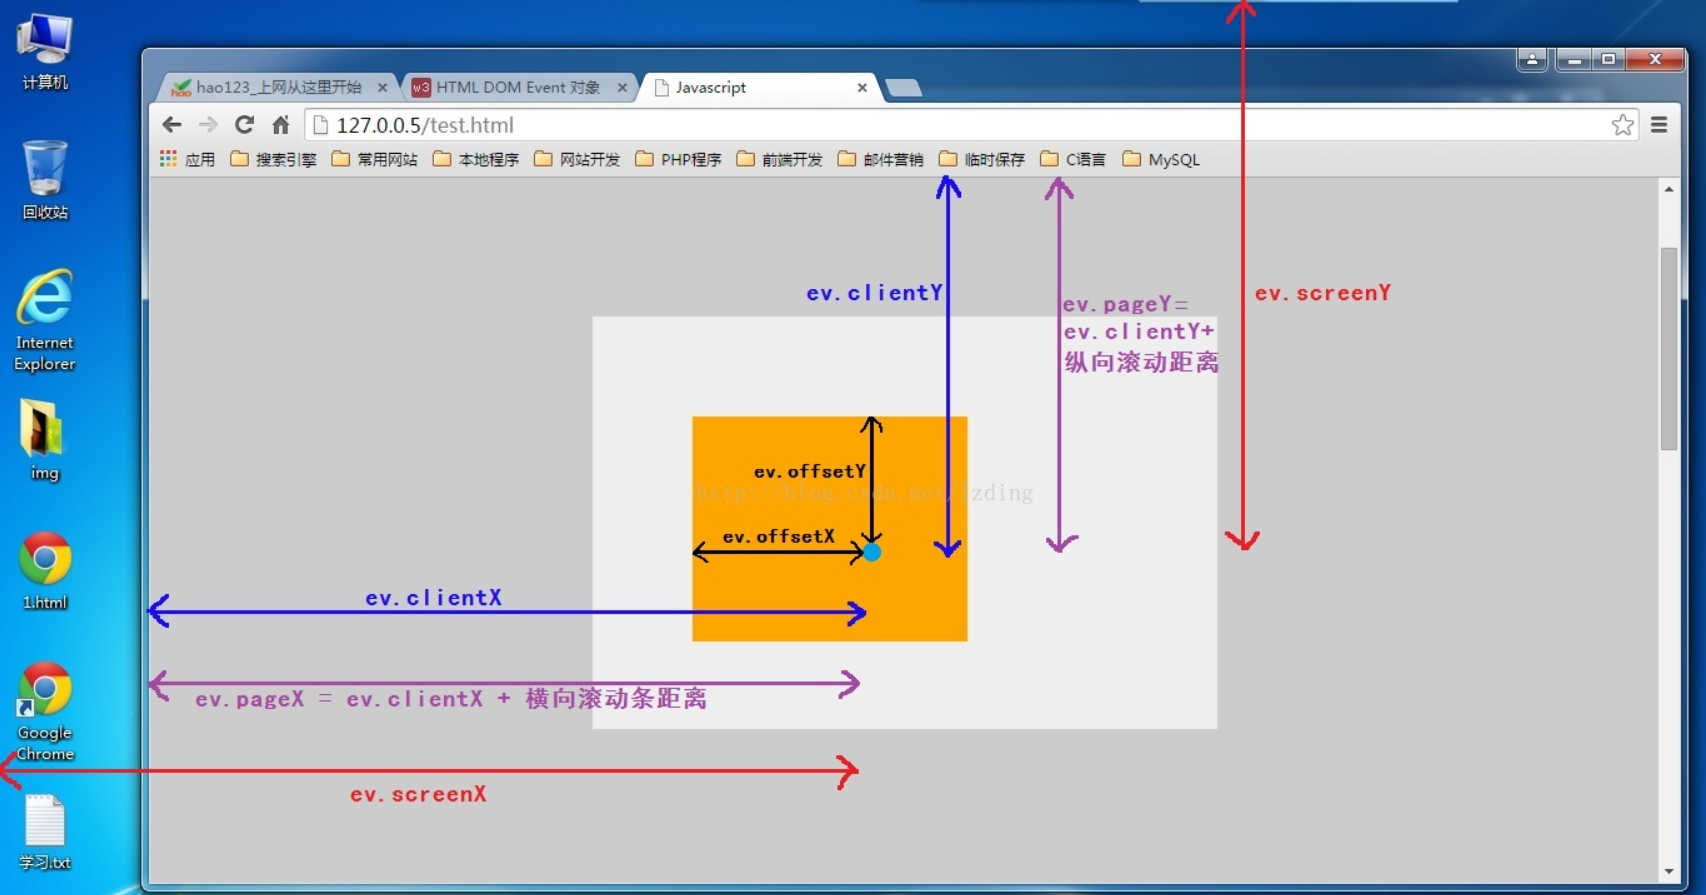 计算机
回收站
Internet
Explorer
img
1.html
Google
Chrome
学习.txt
hao123_上网从这里开始
w3 HTML DOM Event 对象
Javascript
127.0.0.5/test.html
应用 搜索引擎 常用网站 本地程序 网站开发 PHP程序 前端开发 邮件营销 临时保存 C语言 MySQL
ev.clientY
ev.pageY=
ev.clientY+
纵向滚动距离
ev.screenY
ev.offsetY
http://blog.csdn.net/lzding
ev.offsetX
ev.clientX
ev.pageX = ev.clientX + 横向滚动条距离
ev.screenX